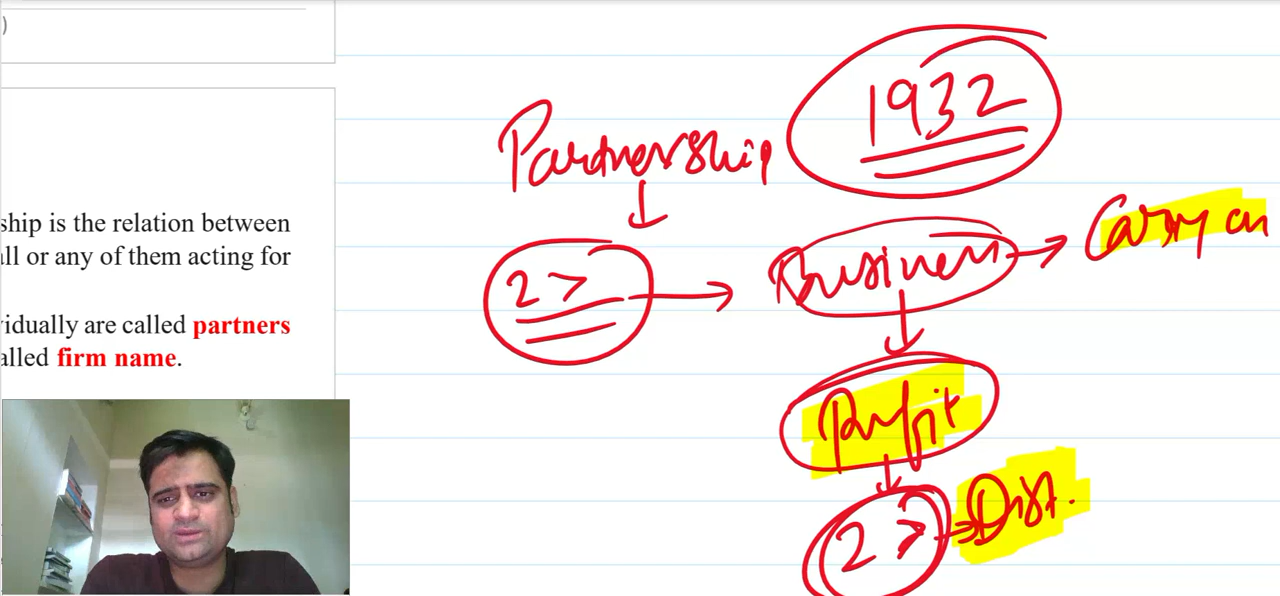 )
ship is the relation between
all or any of them acting for
vidually are called partners
alled firm name.
1932
Partnership
2 >
Business
Carry on
Profit
2 >
Dist.